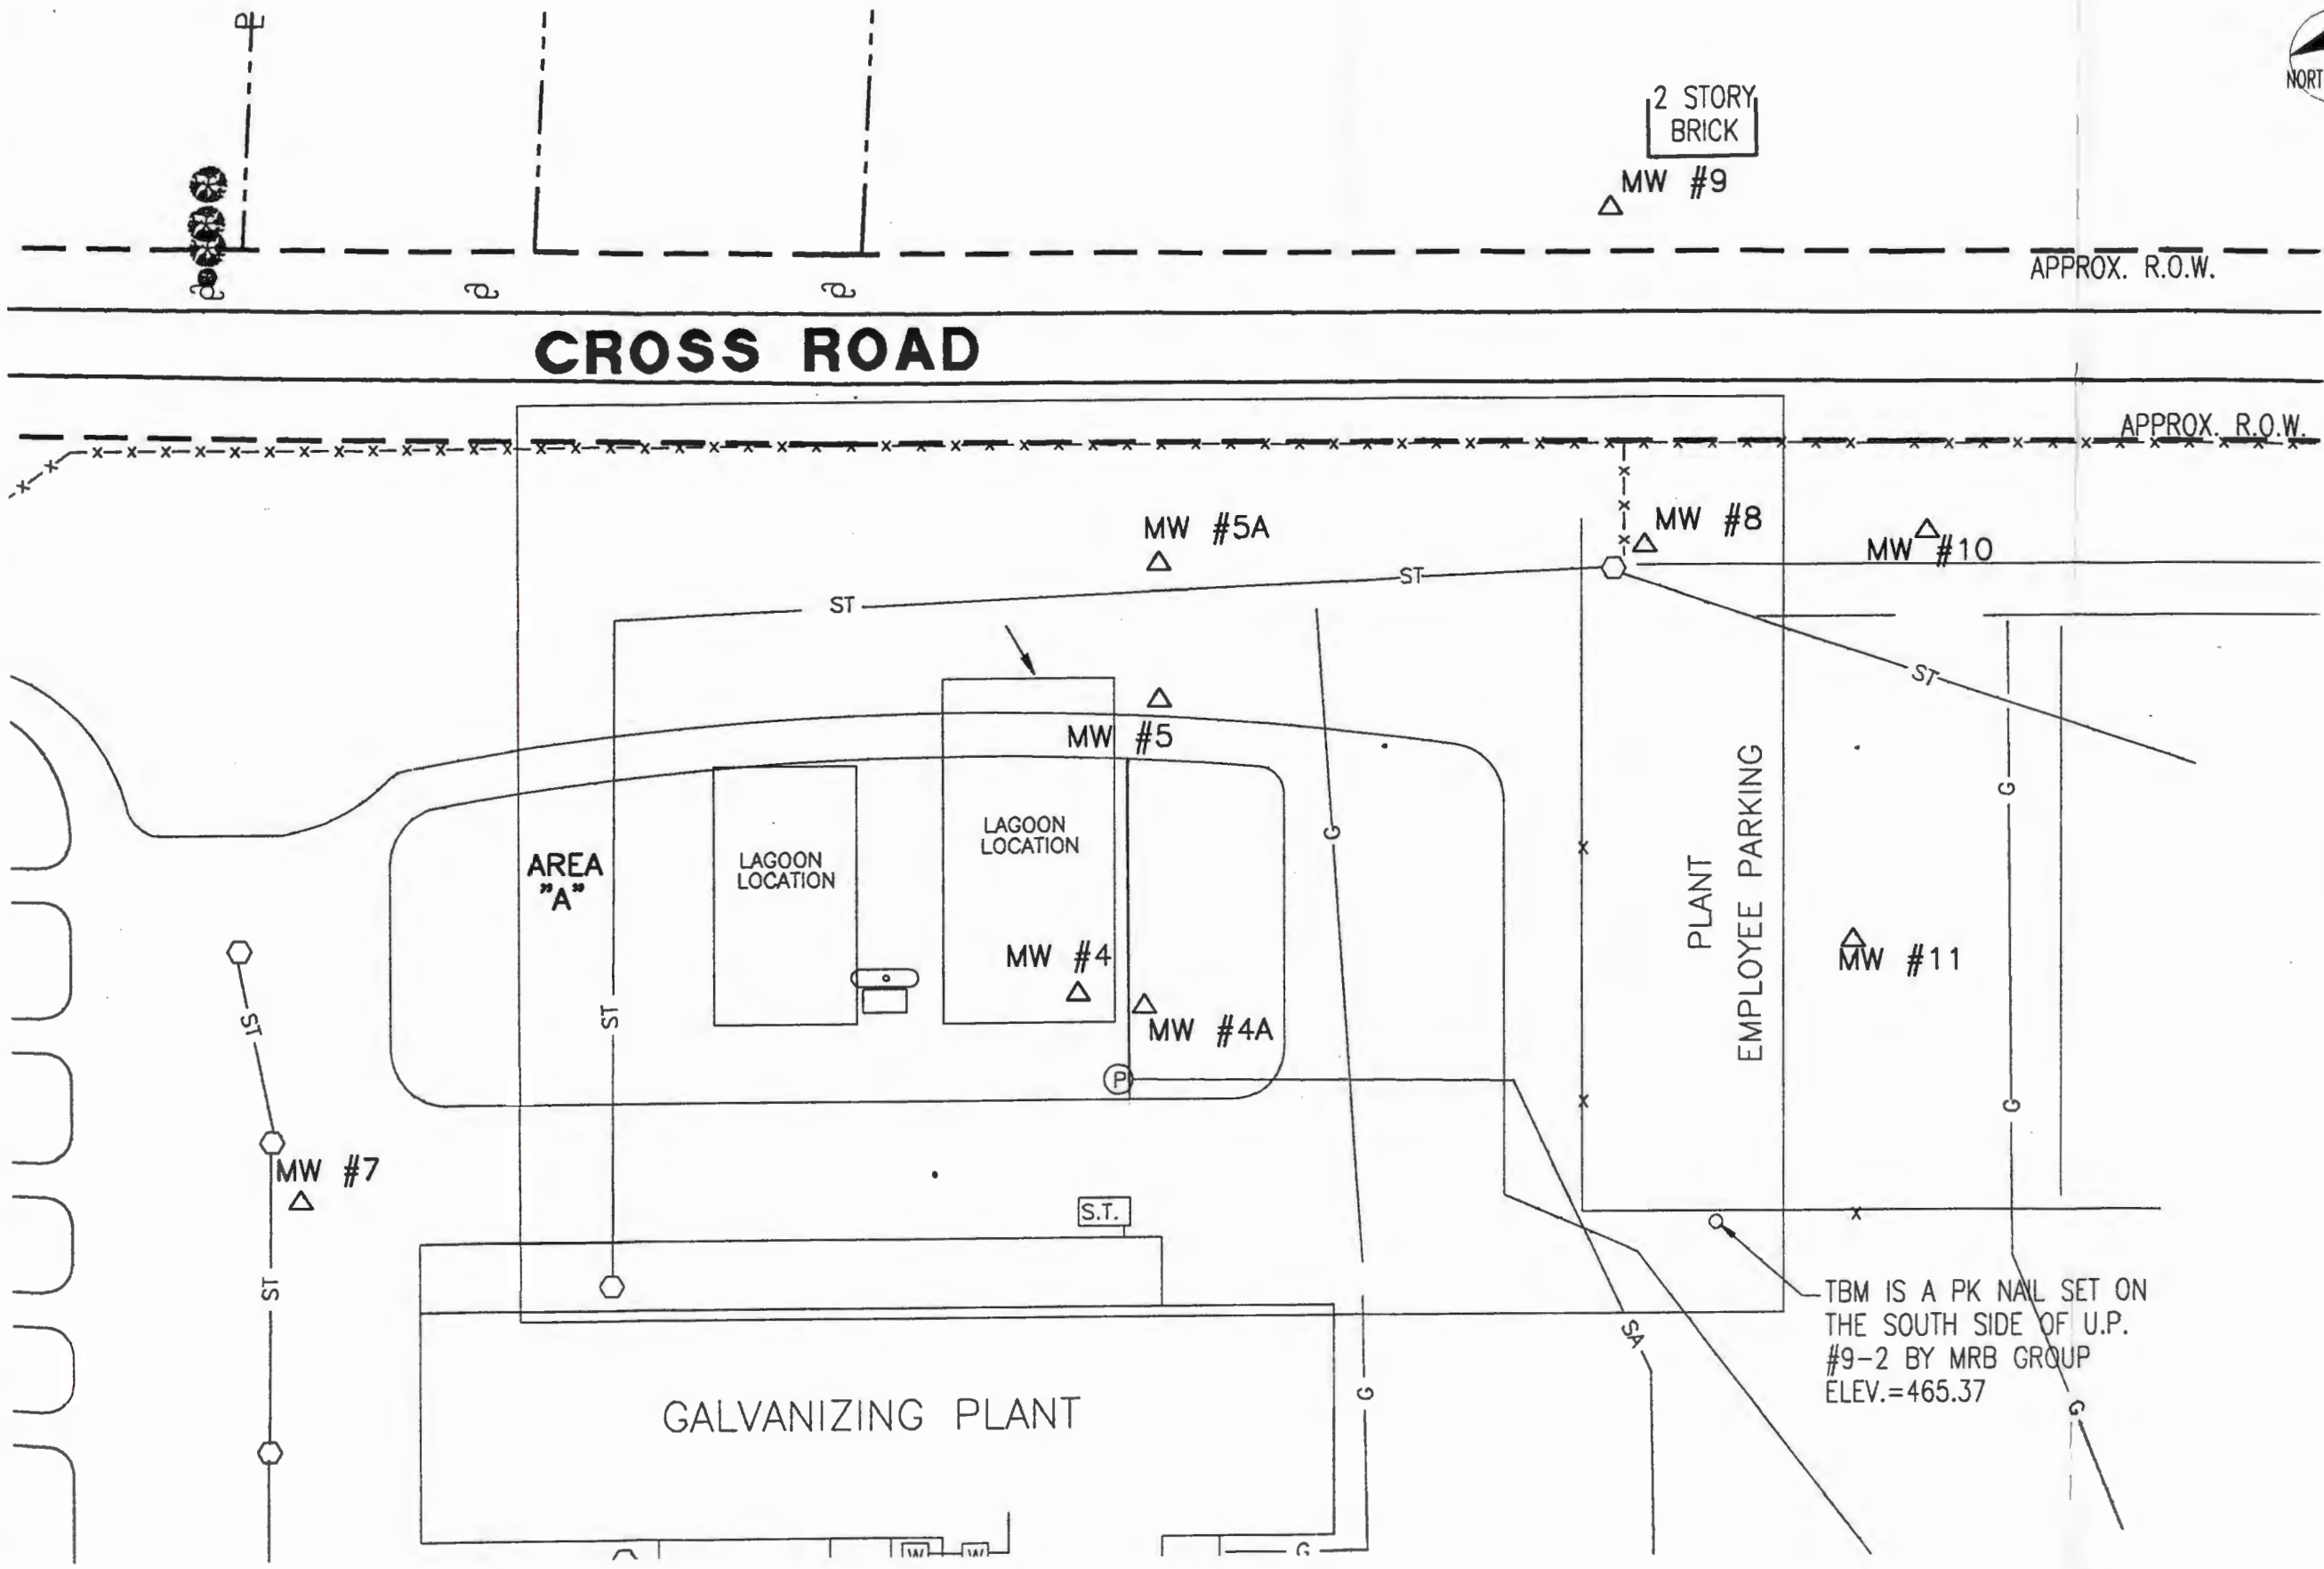 NORT
2 STORY
BRICK
MW #9
APPROX. R.O.W.
CROSS ROAD
APPROX. R.O.W.
MW #5A
MW #8
MW #10
ST
ST
ST
MW #5
G
G
LAGOON
LOCATION
LAGOON
LOCATION
AREA
"A"
PLANT
EMPLOYEE PARKING
MW #4
MW #11
MW #4A
ST
ST
P
G
MW #7
S.T.
ST
TBM IS A PK NAIL SET ON
THE SOUTH SIDE OF U.P.
#9-2 BY MRB GROUP
ELEV.=465.37
SA
G
G
GALVANIZING PLANT
W
W
G